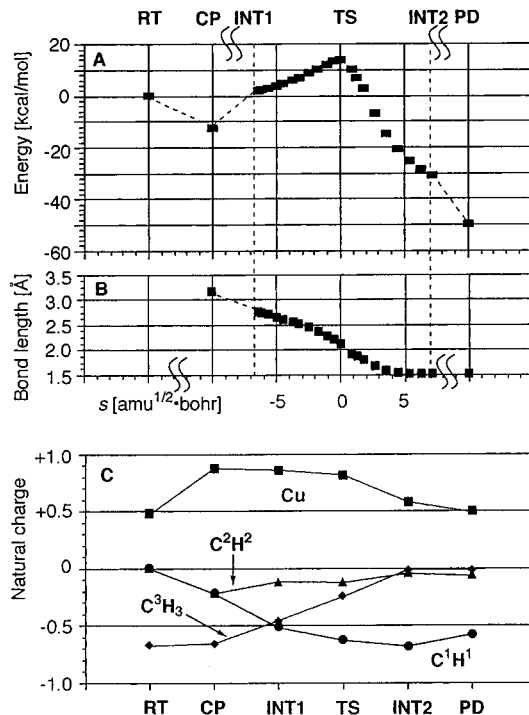 RT CP INT1 TS INT2 PD
A
Energy [kcal/mol]
20
0
-20
-40
-60
B
Bond length [Å]
3.5
3.0
2.5
2.0
1.5
s [amu1/2·bohr]
-5 0 5
C
Natural charge
+1.0
+0.5
0
-0.5
-1.0
Cu
C2H2
C3H3
C1H1
RT CP INT1 TS INT2 PD